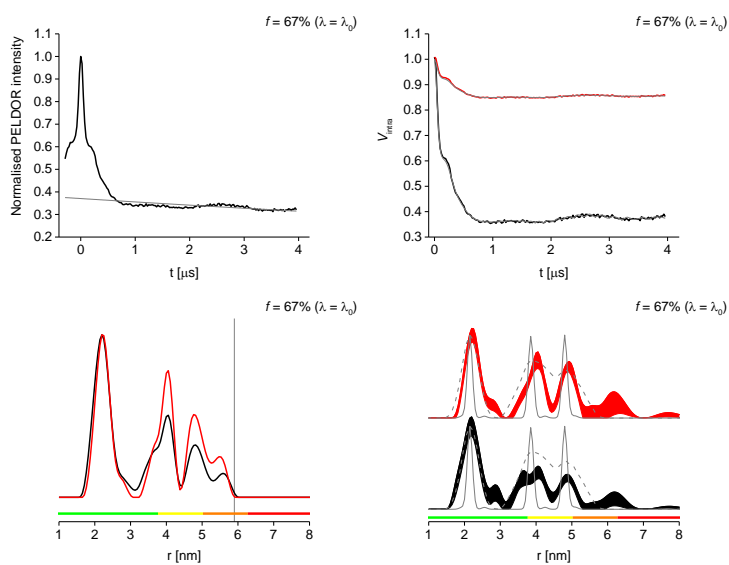 f = 67% (λ = λ0)
Normalised PELDOR intensity
1.1
1.0
0.9
0.8
0.7
0.6
0.5
0.4
0.3
0.2
0 1 2 3 4
t [μs]
f = 67% (λ = λ0)
Vintra
1.1
1.0
0.9
0.8
0.7
0.6
0.5
0.4
0.3
0 1 2 3 4
t [μs]
f = 67% (λ = λ0)
1 2 3 4 5 6 7 8
r [nm]
f = 67% (λ = λ0)
1 2 3 4 5 6 7 8
r [nm]